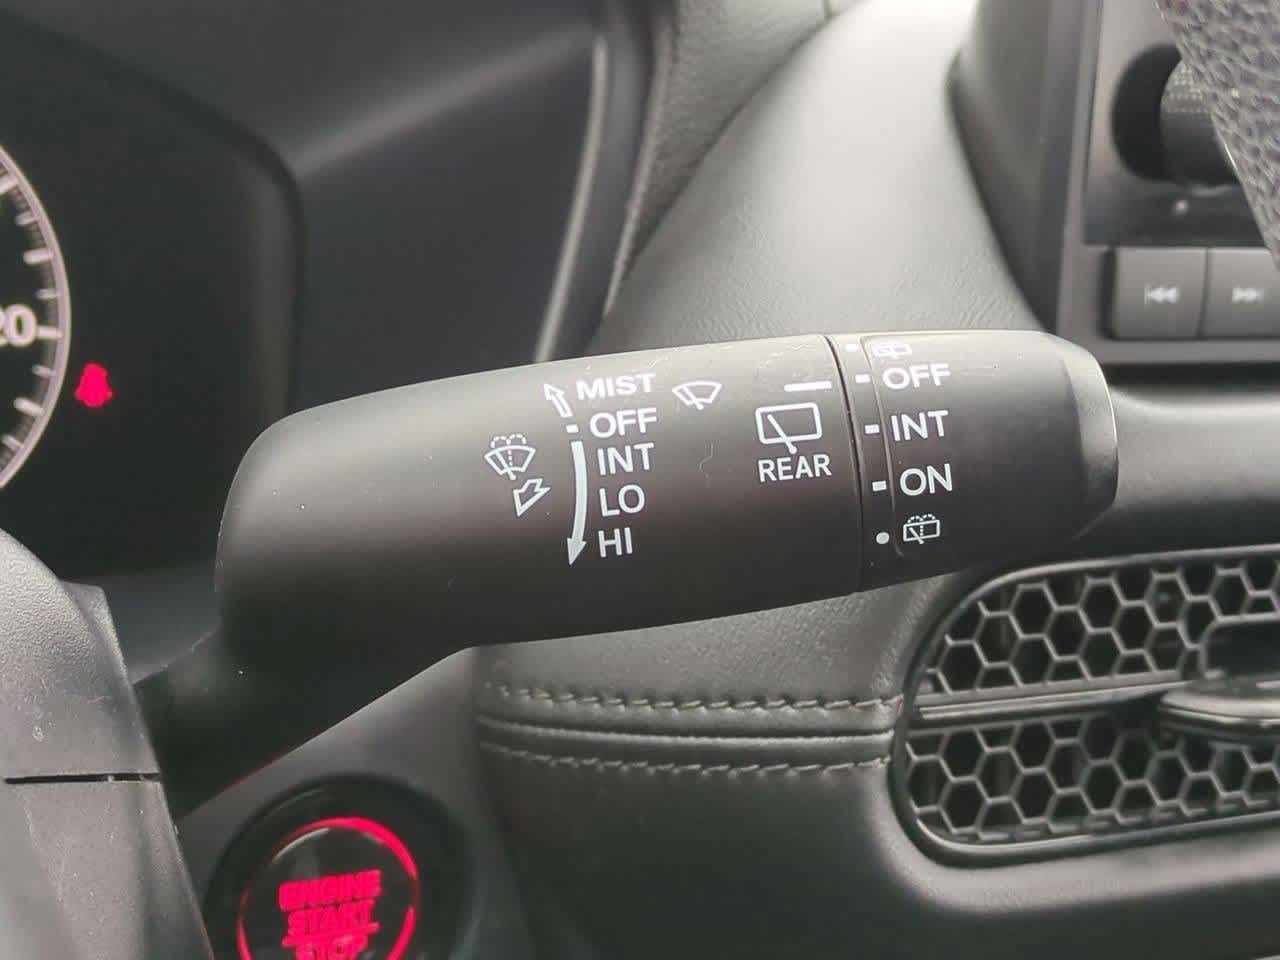 20
MIST
OFF
INT
LO
HI
REAR
OFF
INT
ON
ENGINE
START
STOP